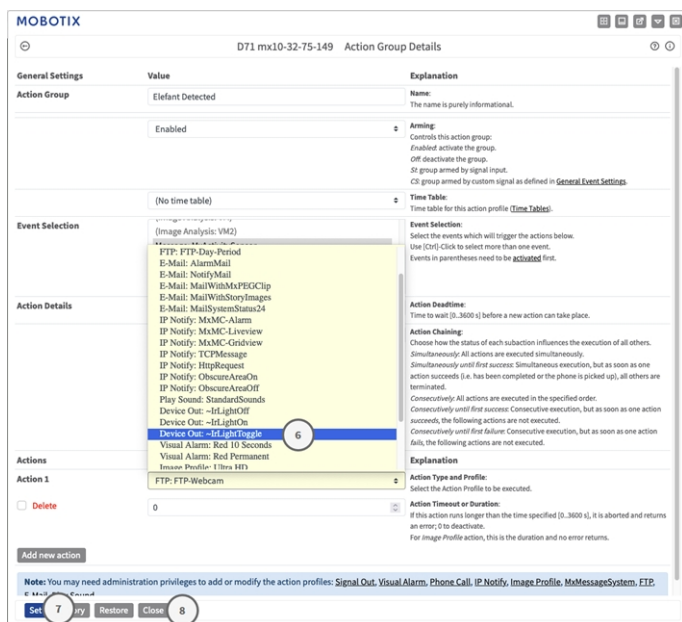 MOBOTIX
D71 mx10-32-75-149 Action Group Details
General Settings Value Explanation
Action Group
Elefant Detected
Name:
The name is purely informational.
Enabled
Arming:
Controls this action group:
Enabled: activate the group.
Off: deactivate the group.
SI: group armed by signal input.
CS: group armed by custom signal as defined in General Event Settings.
(No time table)
Time Table:
Time table for this action profile (Time Tables).
Event Selection
(Image Analysis: VM2)
Event Selection:
Select the events which will trigger the actions below.
Use [Ctrl]-Click to select more than one event.
Events in parentheses need to be activated first.
FTP: FTP-Day-Period
E-Mail: AlarmMail
E-Mail: NotifyMail
E-Mail: MailWithMxPEGClip
E-Mail: MailWithStoryImages
E-Mail: MailSystemStatus24
IP Notify: MxMC-Alarm
IP Notify: MxMC-Liveview
IP Notify: MxMC-Gridview
IP Notify: TCPMessage
IP Notify: HttpRequest
IP Notify: ObscureAreaOn
IP Notify: ObscureAreaOff
Play Sound: StandardSounds
Device Out: ~IrLightOff
Device Out: ~IrLightOn
Device Out: ~IrLightToggle
6
Visual Alarm: Red 10 Seconds
Visual Alarm: Red Permanent
Image Profile: Ultra HD
Action Details
Action Deadtime:
Time to wait [0..3600 s] before a new action can take place.
Action Chaining:
Choose how the status of each subaction influences the execution of all others.
Simultaneously: All actions are executed simultaneously.
Simultaneously until first success: Simultaneous execution, but as soon as one
action succeeds (i.e. has been completed or the phone is picked up), all others are
terminated.
Consecutively: All actions are executed in the specified order.
Consecutively until first success: Consecutive execution, but as soon as one action
succeeds, the following actions are not executed.
Consecutively until first failure: Consecutive execution, but as soon as one action
fails, the following actions are not executed.
Actions Explanation
Action 1
FTP: FTP-Webcam
Action Type and Profile:
Select the Action Profile to be executed.
Delete
0
Action Timeout or Duration:
If this action runs longer than the time specified [0..3600 s], it is aborted and returns
an error; 0 to deactivate.
For Image Profile action, this is the duration and no error returns.
Add new action
Note: You may need administration privileges to add or modify the action profiles: Signal Out, Visual Alarm, Phone Call, IP Notify, Image Profile, MxMessageSystem, FTP,
Set 7 Restore Close 8